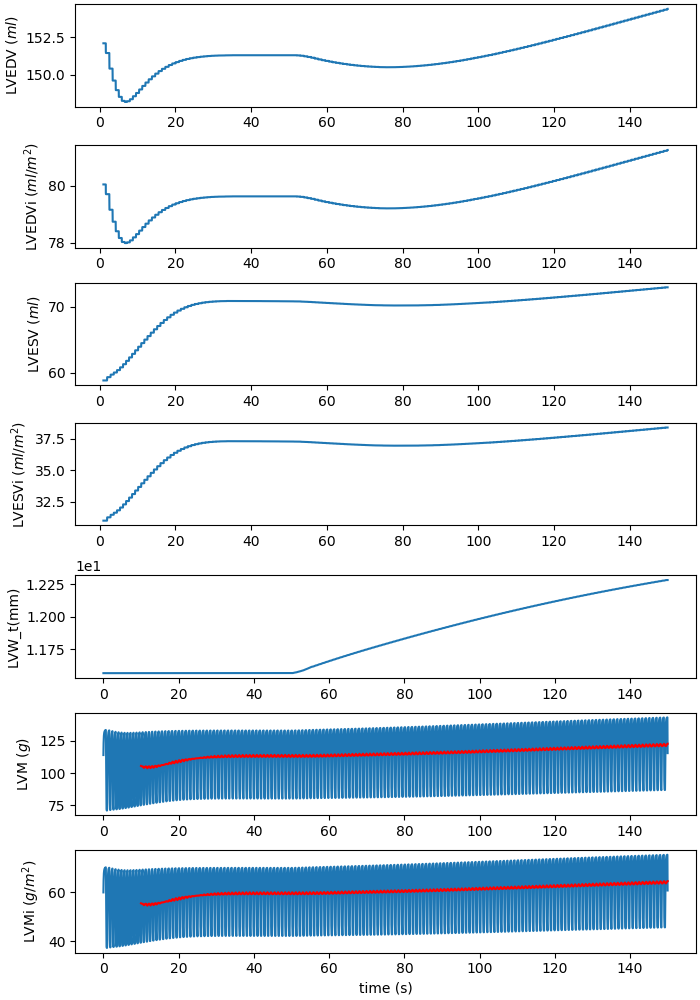 LVEDV (ml)
152.5
150.0
0 20 40 60 80 100 120 140
LVEDVi (ml/m²)
80
78
0 20 40 60 80 100 120 140
LVESV (ml)
70
60
0 20 40 60 80 100 120 140
LVESVi (ml/m²)
37.5
35.0
32.5
0 20 40 60 80 100 120 140
1e1
LVW_t(mm)
1.225
1.200
1.175
0 20 40 60 80 100 120 140
LVM (g)
125
100
75
0 20 40 60 80 100 120 140
LVMi (g/m²)
60
40
0 20 40 60 80 100 120 140
time (s)